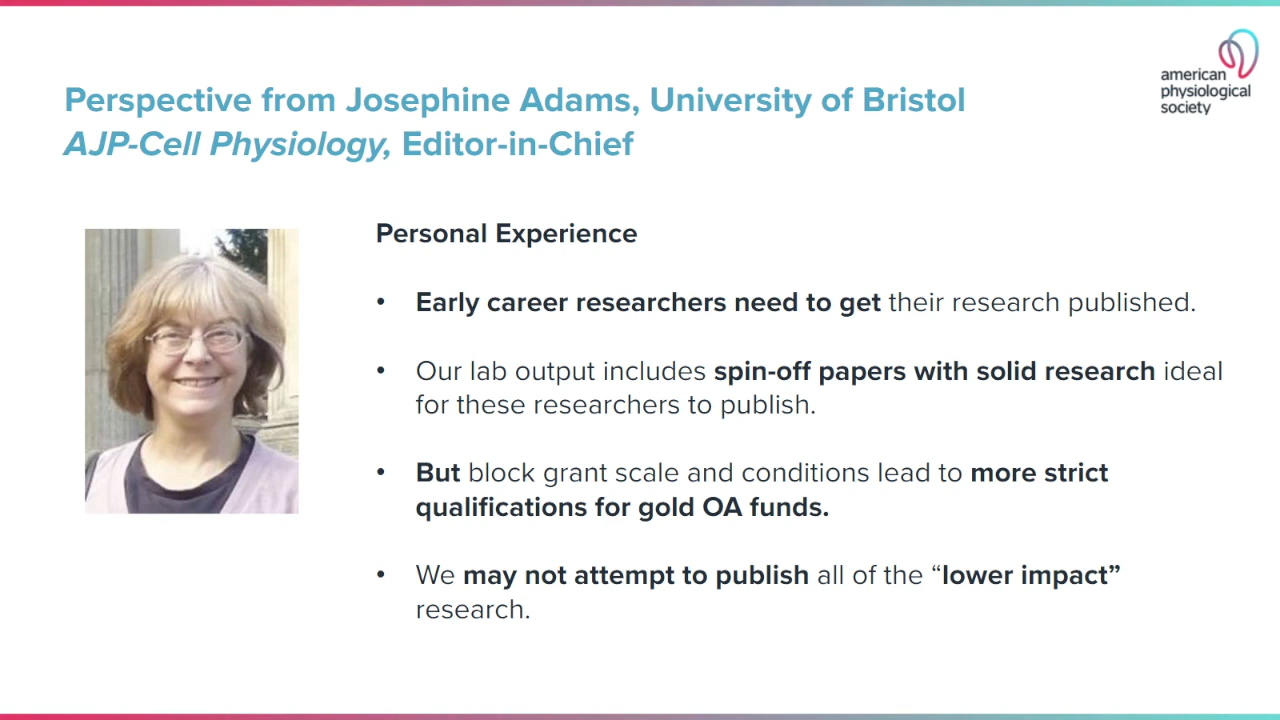 american
physiological
society
Perspective from Josephine Adams, University of Bristol
AJP-Cell Physiology, Editor-in-Chief
Personal Experience
• Early career researchers need to get their research published.
• Our lab output includes spin-off papers with solid research ideal
for these researchers to publish.
• But block grant scale and conditions lead to more strict
qualifications for gold OA funds.
• We may not attempt to publish all of the “lower impact”
research.